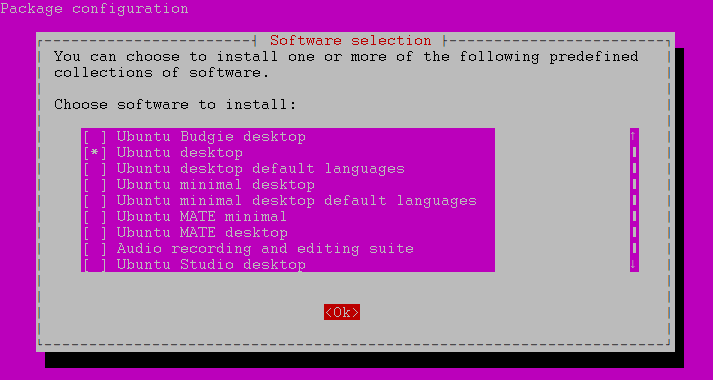 Package configuration
Software selection
You can choose to install one or more of the following predefined
collections of software.
Choose software to install:
[ ] Ubuntu Budgie desktop
[*] Ubuntu desktop
[ ] Ubuntu desktop default languages
[ ] Ubuntu minimal desktop
[ ] Ubuntu minimal desktop default languages
[ ] Ubuntu MATE minimal
[ ] Ubuntu MATE desktop
[ ] Audio recording and editing suite
[ ] Ubuntu Studio desktop
<Ok>